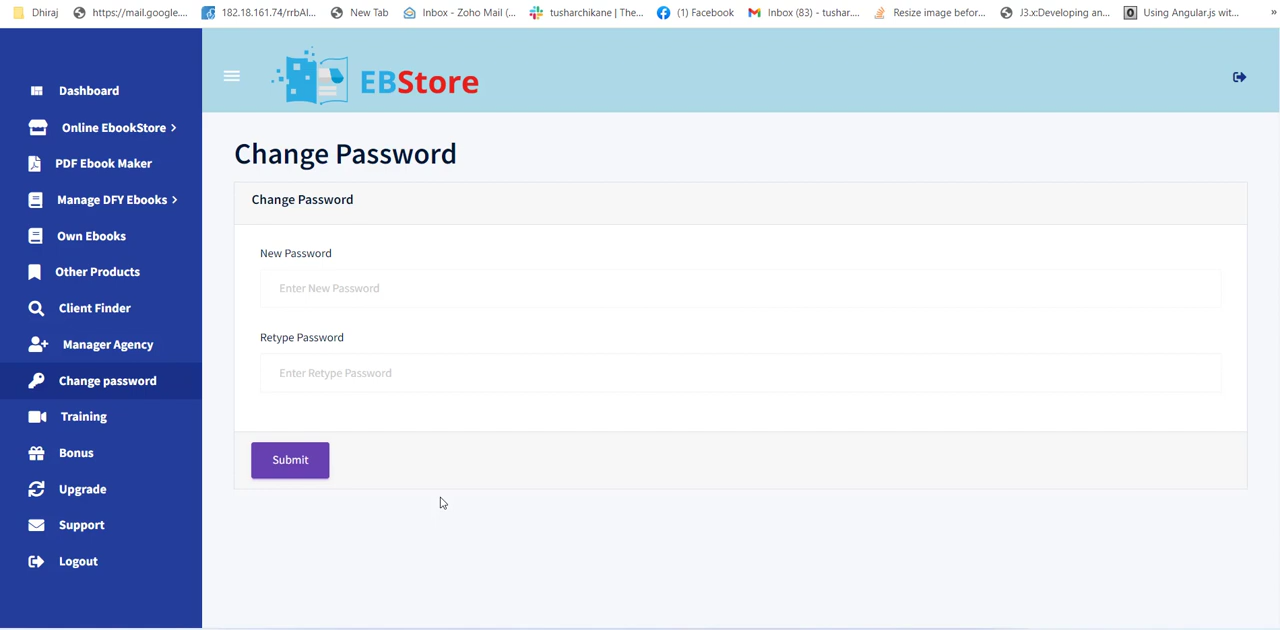 Dhiraj https://mail.google.... 182.18.161.74/rrbAl... New Tab Inbox - Zoho Mail (... tusharchikane | The... (1) Facebook Inbox (83) - tushar.... Resize image befor... J3.x:Developing an... Using Angular.js wit... »
EBStore
Dashboard
Online EbookStore
PDF Ebook Maker
Manage DFY Ebooks
Own Ebooks
Other Products
Client Finder
Manager Agency
Change password
Training
Bonus
Upgrade
Support
Logout
Change Password
Change Password
New Password
Enter New Password
Retype Password
Enter Retype Password
Submit